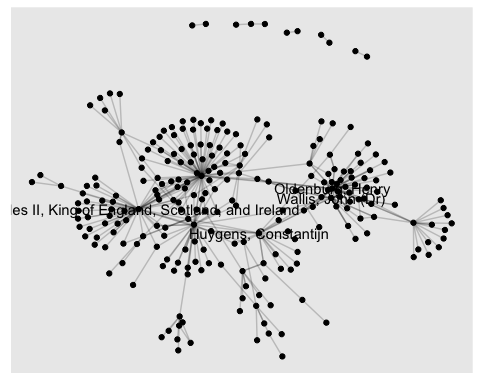 Oldenburg, Henry
Wallis, John (Dr)
les II, King of England, Scotland, and Ireland
Huygens, Constantijn